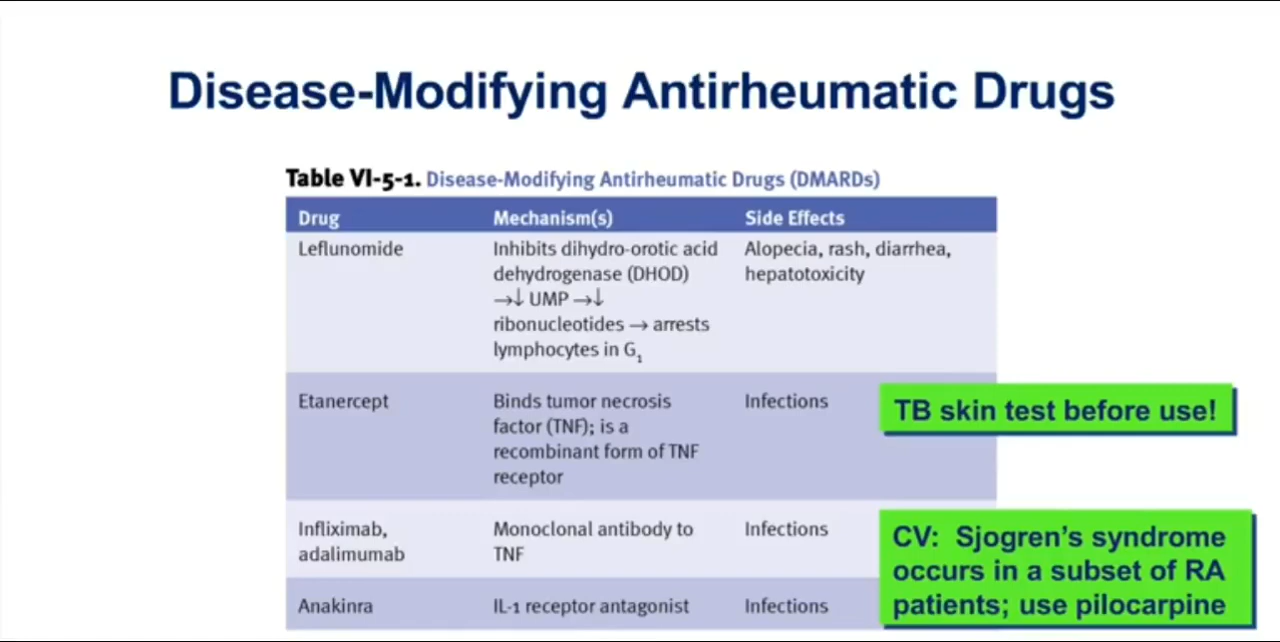 Disease-Modifying Antirheumatic Drugs
Table VI-5-1. Disease-Modifying Antirheumatic Drugs (DMARDs)
Drug Mechanism(s) Side Effects
Leflunomide Inhibits dihydro-orotic acid Alopecia, rash, diarrhea,
dehydrogenase (DHOD) hepatotoxicity
→↓ UMP →↓
ribonucleotides → arrests
lymphocytes in G₁
Etanercept Binds tumor necrosis Infections TB skin test before use!
factor (TNF); is a
recombinant form of TNF
receptor
Infliximab, Monoclonal antibody to Infections CV: Sjogren's syndrome
adalimumab TNF occurs in a subset of RA
Anakinra IL-1 receptor antagonist Infections patients; use pilocarpine